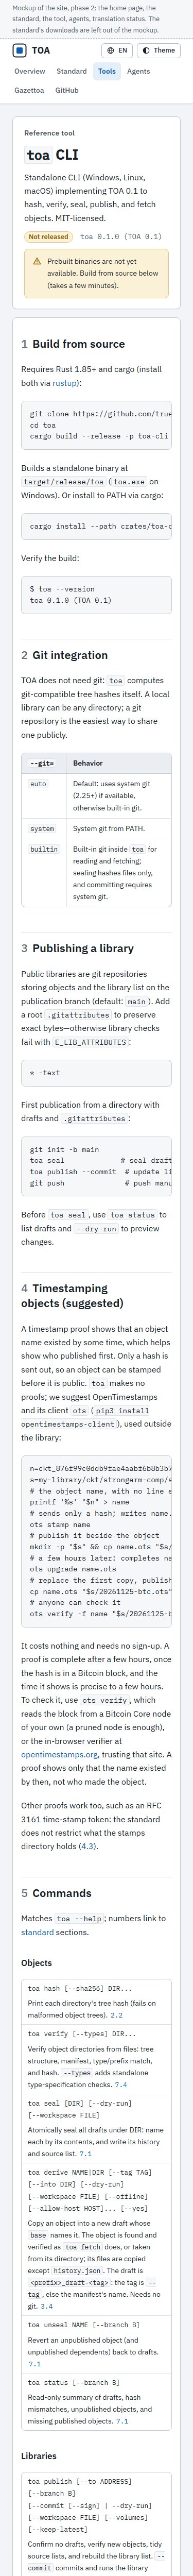 Mockup of the site, phase 2: the home page, the
standard, the tool, agents, translation status. The
standard's downloads are left out of this mockup.
TOA
EN
Theme
Overview
Standard
Tools
Agents
Gazettoa
GitHub
Reference tool
toa CLI
Standalone CLI (Windows, Linux,
macOS) implementing TOA 0.1 to
hash, verify, seal, publish, and fetch
objects. MIT-licensed.
Not released
toa 0.1.0 (TOA 0.1)
Prebuilt binaries are not yet
available. Build from source below
(takes a few minutes).
1 Build from source
Requires Rust 1.85+ and cargo (install
both via rustup):
git clone https://github.com/true
cd toa
cargo build --release -p toa-cli
Builds a standalone binary at
target/release/toa (toa.exe on
Windows). Or install to PATH via cargo:
cargo install --path crates/toa-c
Verify the build:
$ toa --version
toa 0.1.0 (TOA 0.1)
2 Git integration
TOA does not need git: toa computes
git-compatible tree hashes itself. A local
library can be any directory; a git
repository is the easiest way to share
one publicly.
--git= Behavior
auto Default: uses system git
(2.25+) if available,
otherwise built-in git.
system System git from PATH.
builtin Built-in git inside toa for
reading and fetching;
sealing hashes files only,
and committing requires
system git.
3 Publishing a library
Public libraries are git repositories
storing objects and the library list on the
publication branch (default: main). Add
a root .gitattributes to preserve
exact bytes—otherwise library checks
fail with E_LIB_ATTRIBUTES:
* -text
First publication from a directory with
drafts and .gitattributes:
git init -b main
toa seal # seal draft
toa publish --commit # update li
git push # push manu
Before toa seal, use toa status to
list drafts and --dry-run to preview
changes.
4 Timestamping
objects (suggested)
A timestamp proof shows that an object
name existed by some time, which helps
show who published first. Only a hash is
sent out, so an object can be stamped
before it is public. toa makes no
proofs; we suggest OpenTimestamps
and its client ots (pip3 install
opentimestamps-client), used outside
the library:
n=ckt_876f99c0ddb9fae4aabf6b8b3b7
s=my-library/ckt/strongarm-comp/s
# the object name, with no line e
printf '%s' "$n" > name
# sends only a hash; writes name.
ots stamp name
# publish it beside the object
mkdir -p "$s" && cp name.ots "$s/
# a few hours later: completes na
ots upgrade name.ots
# replace the first copy, publish
cp name.ots "$s/20261125-btc.ots"
# anyone can check it
ots verify -f name "$s/20261125-b
It costs nothing and needs no sign-up. A
proof is complete after a few hours, once
the hash is in a Bitcoin block, and the
time it shows is precise to a few hours.
To check it, use ots verify, which
reads the block from a Bitcoin Core node
of your own (a pruned node is enough),
or the in-browser verifier at
opentimestamps.org, trusting that site. A
proof shows only that the name existed
by then, not who made the object.
Other proofs work too, such as an RFC
3161 time-stamp token: the standard
does not restrict what the stamps
directory holds (4.3).
5 Commands
Matches toa --help; numbers link to
standard sections.
Objects
toa hash [--sha256] DIR...
Print each directory's tree hash (fails on
malformed object trees). 2.2
toa verify [--types] DIR...
Verify object directories from files: tree
structure, manifest, type/prefix match,
and hash. --types adds standalone
type-specification checks. 7.4
toa seal [DIR] [--dry-run]
[--workspace FILE]
Atomically seal all drafts under DIR: name
each by its contents, and write its history
and source list. 7.1
toa derive NAME|DIR [--tag TAG]
[--into DIR] [--dry-run]
[--workspace FILE] [--offline]
[--allow-host HOST]... [--yes]
Copy an object into a new draft whose
base names it. The object is found and
verified as toa fetch does, or taken
from its directory; its files are copied
except history.json. The draft is
<prefix>_draft-<tag>: the tag is --
tag, else the manifest's name. Needs no
git. 3.4
toa unseal NAME [--branch B]
Revert an unpublished object (and
unpublished dependents) back to drafts.
7.1
toa status [--branch B]
Read-only summary of drafts, hash
mismatches, unpublished objects, and
missing published objects. 7.1
Libraries
toa publish [--to ADDRESS]
[--branch B]
[--commit [--sign] | --dry-run]
[--workspace FILE] [--volumes]
[--keep-latest]
Confirm no drafts, verify new objects, tidy
source lists, and rebuild the library list. --
commit commits and runs the library